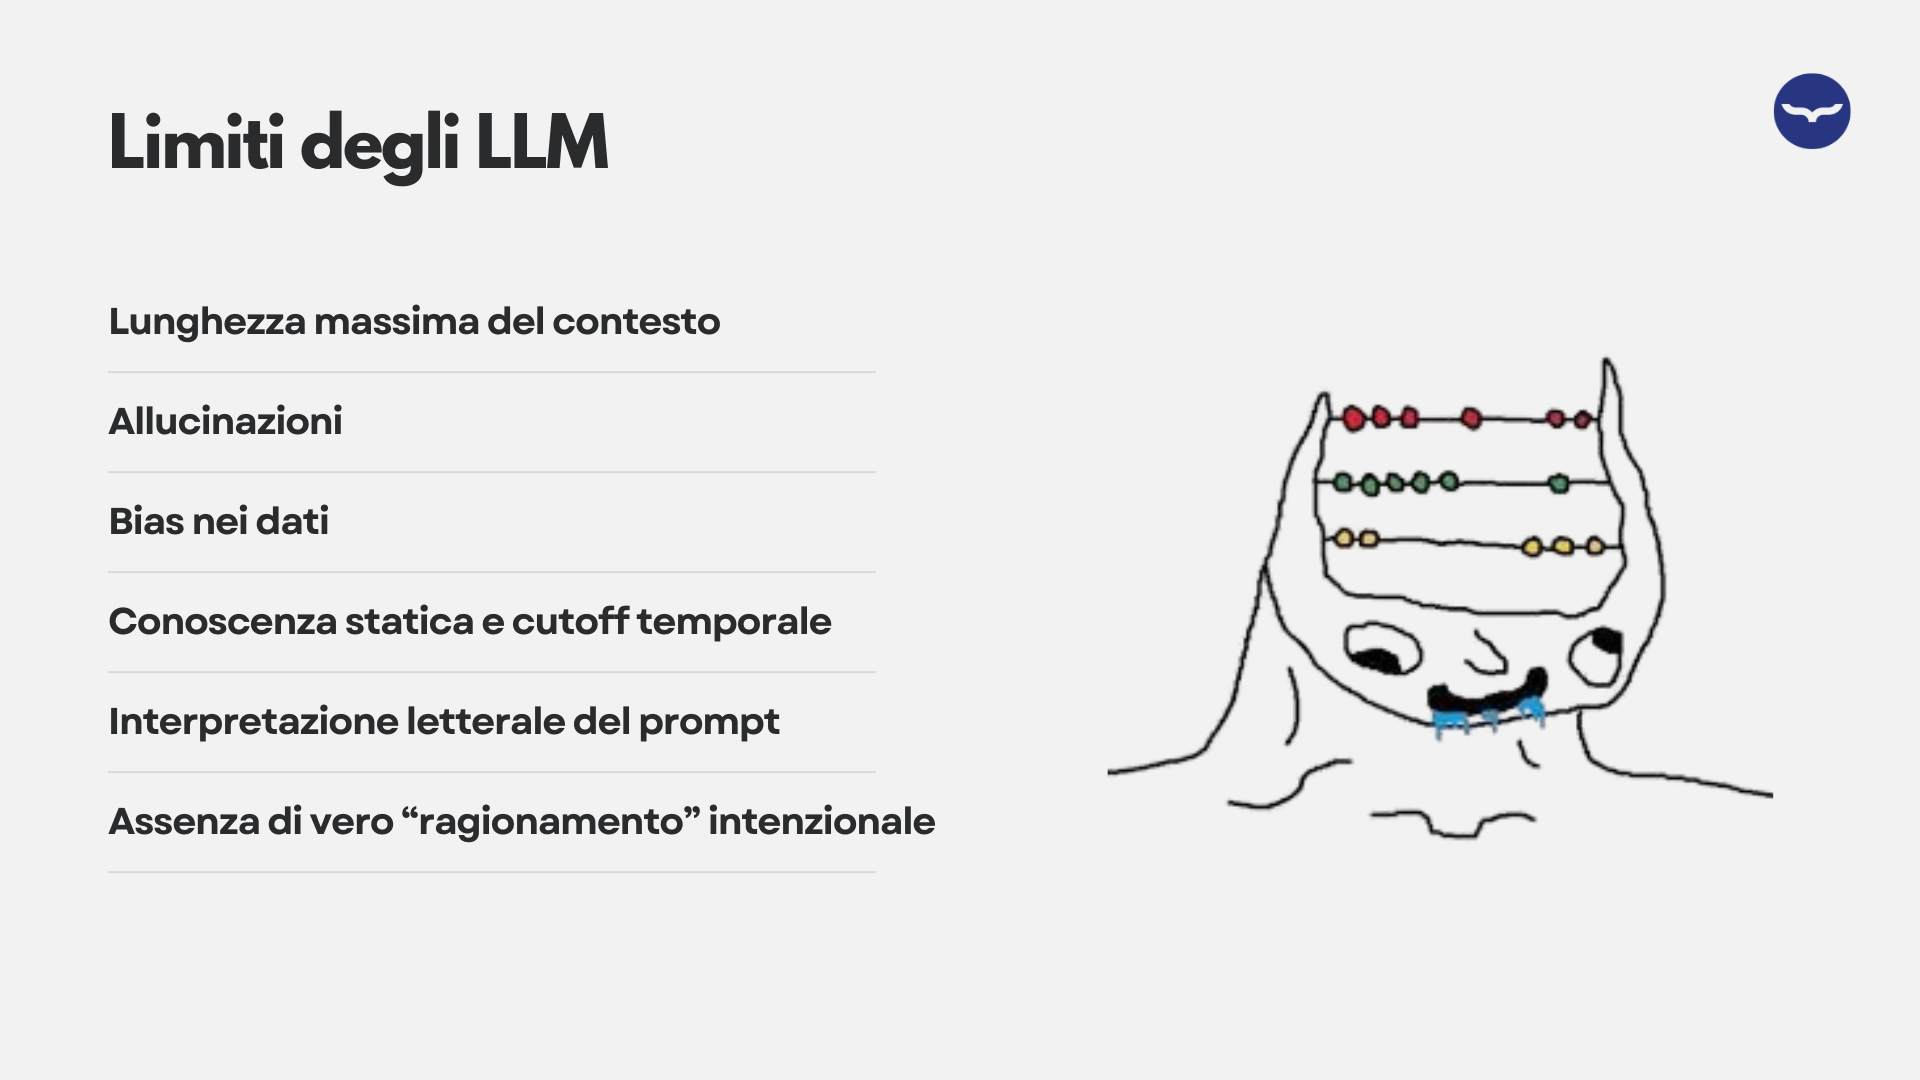 Limiti degli LLM
Lunghezza massima del contesto
Allucinazioni
Bias nei dati
Conoscenza statica e cutoff temporale
Interpretazione letterale del prompt
Assenza di vero “ragionamento” intenzionale